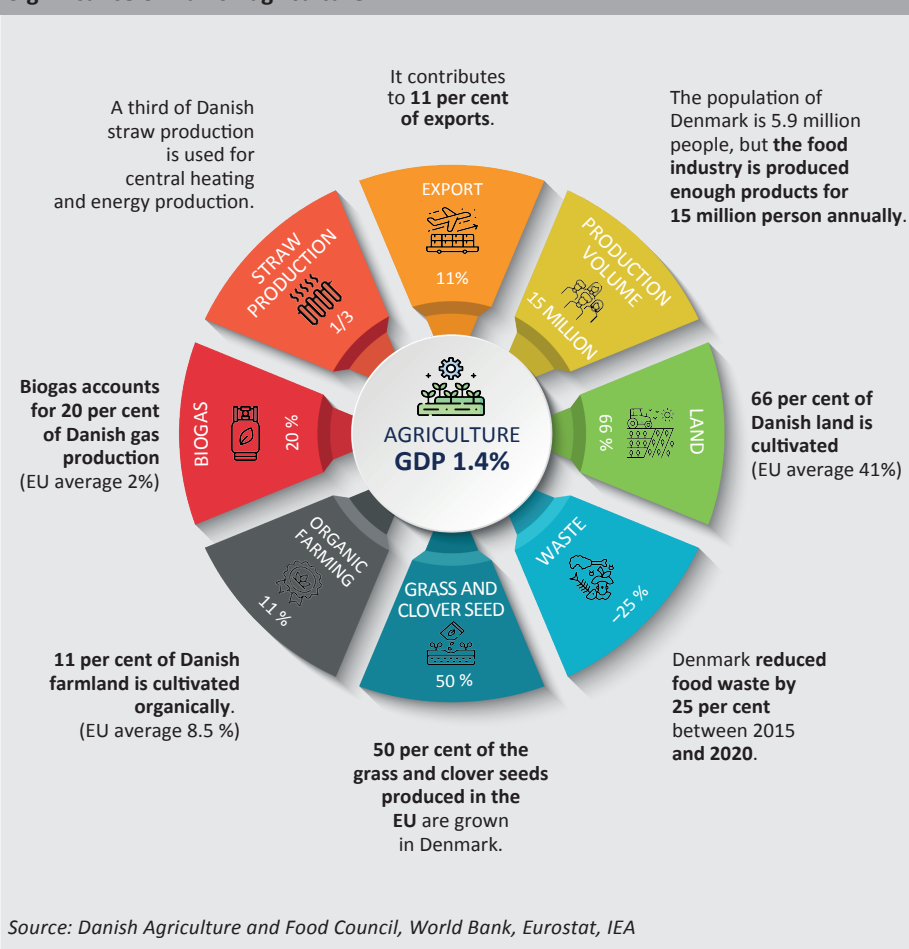 It contributes
to 11 per cent
of exports.
A third of Danish
straw production
is used for
central heating
and energy production.
The population of
Denmark is 5.9 million
people, but the food
industry is produced
enough products for
15 million person annually.
EXPORT
11%
PRODUCTION
VOLUME
15 MILLION
STRAW
PRODUCTION
1/3
Biogas accounts
for 20 per cent
of Danish gas
production
(EU average 2%)
BIOGAS
20 %
AGRICULTURE
GDP 1.4%
66 %
LAND
66 per cent of
Danish land is
cultivated
(EU average 41%)
ORGANIC
FARMING
11 %
GRASS AND
CLOVER SEED
50 %
WASTE
–25 %
11 per cent of Danish
farmland is cultivated
organically.
(EU average 8.5 %)
Denmark reduced
food waste by
25 per cent
between 2015
and 2020.
50 per cent of the
grass and clover seeds
produced in the
EU are grown
in Denmark.
Source: Danish Agriculture and Food Council, World Bank, Eurostat, IEA